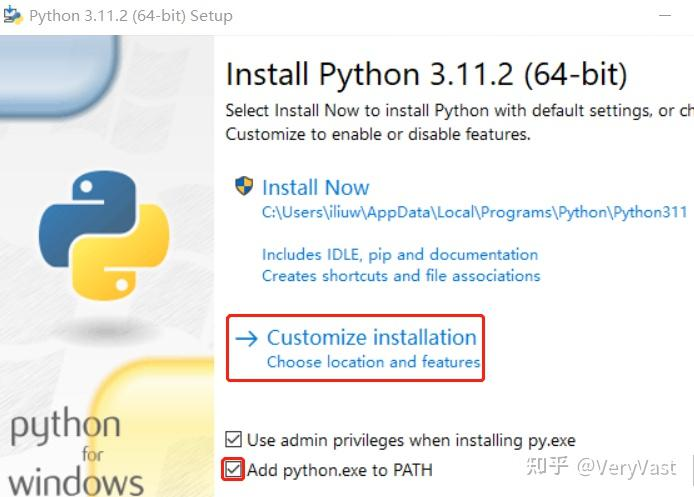 Python 3.11.2 (64-bit) Setup
Install Python 3.11.2 (64-bit)
Select Install Now to install Python with default settings, or ch
Customize to enable or disable features.
Install Now
C:\Users\iliuw\AppData\Local\Programs\Python\Python311
Includes IDLE, pip and documentation
Creates shortcuts and file associations
Customize installation
Choose location and features
Use admin privileges when installing py.exe
Add python.exe to PATH
python
for
windows
知乎 @VeryVast